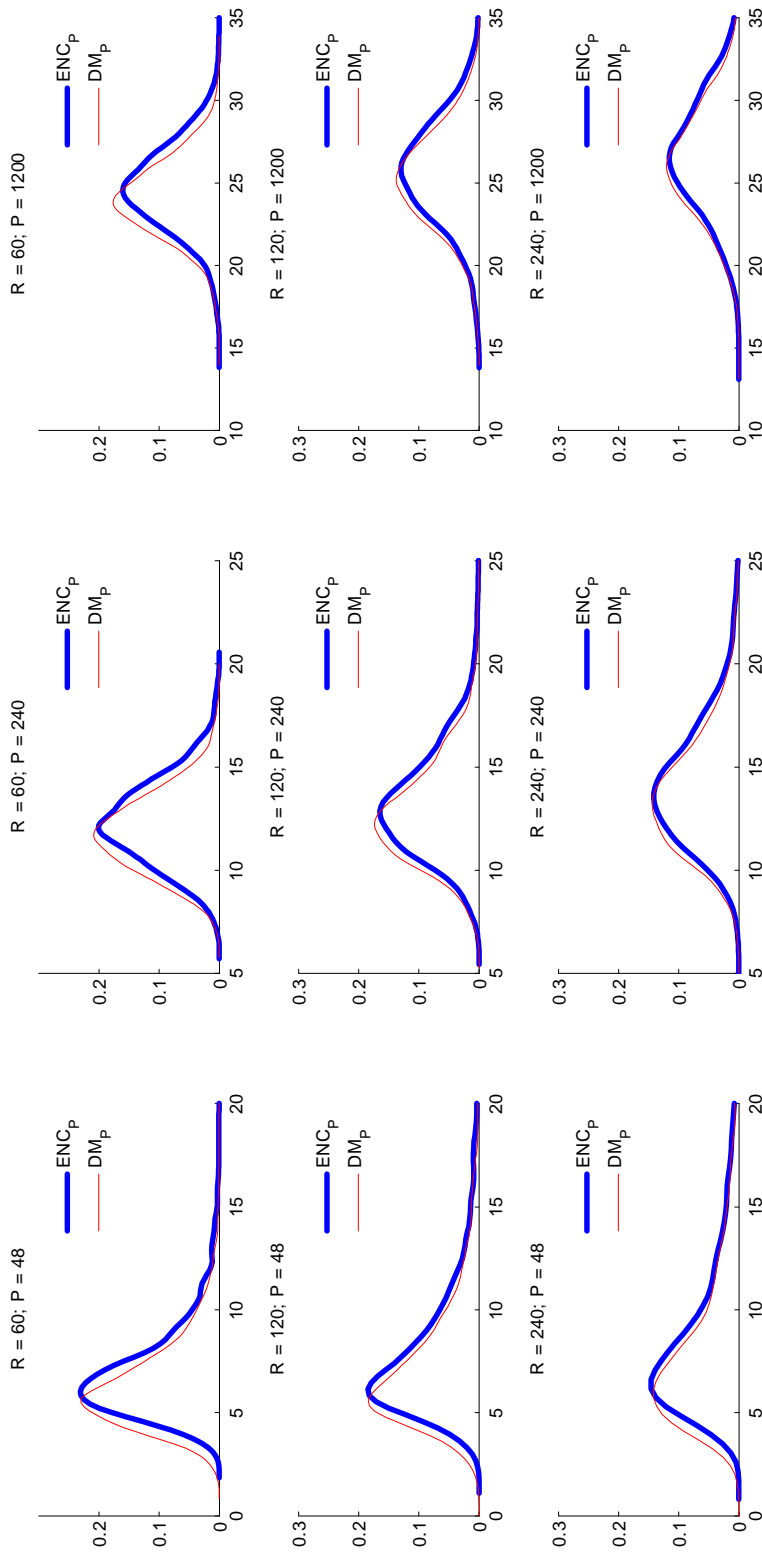 R = 60; P = 48
ENC_P
DM_P
0.2
0.1
0
0 5 10 15 20
R = 60; P = 240
ENC_P
DM_P
0.2
0.1
0
5 10 15 20 25
R = 60; P = 1200
ENC_P
DM_P
0.2
0.1
0
10 15 20 25 30 35
R = 120; P = 48
ENC_P
DM_P
0.3
0.2
0.1
0
0 5 10 15 20
R = 120; P = 240
ENC_P
DM_P
0.3
0.2
0.1
0
5 10 15 20 25
R = 120; P = 1200
ENC_P
DM_P
0.3
0.2
0.1
0
10 15 20 25 30 35
R = 240; P = 48
ENC_P
DM_P
0.3
0.2
0.1
0
0 5 10 15 20
R = 240; P = 240
ENC_P
DM_P
0.3
0.2
0.1
0
5 10 15 20 25
R = 240; P = 1200
ENC_P
DM_P
0.3
0.2
0.1
0
10 15 20 25 30 35